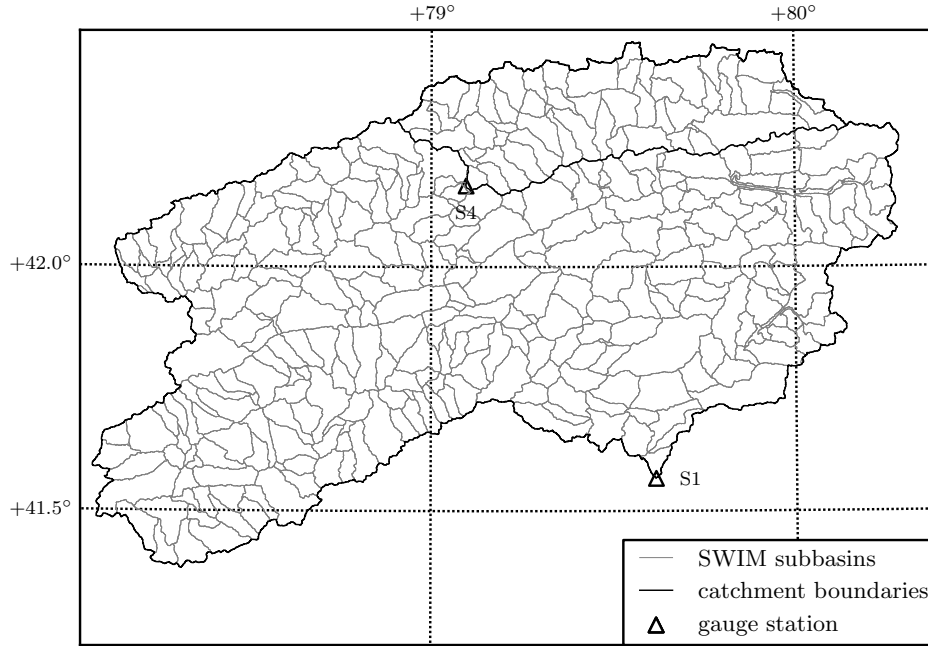 +79° +80°
S4
+42.0°
S1
+41.5°
SWIM subbasins
catchment boundaries
gauge station